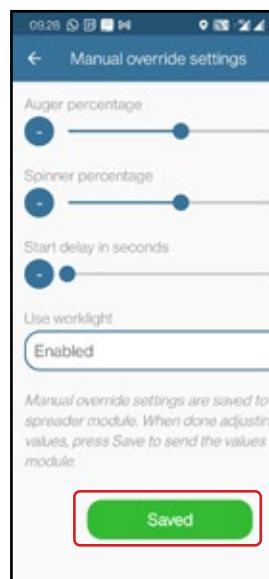 09.28
Manual override settings
Auger percentage
-
Spinner percentage
-
Start delay in seconds
-
Use worklight
Enabled
Manual override settings are saved to
spreader module. When done adjustin
values, press Save to send the values
module.
Saved